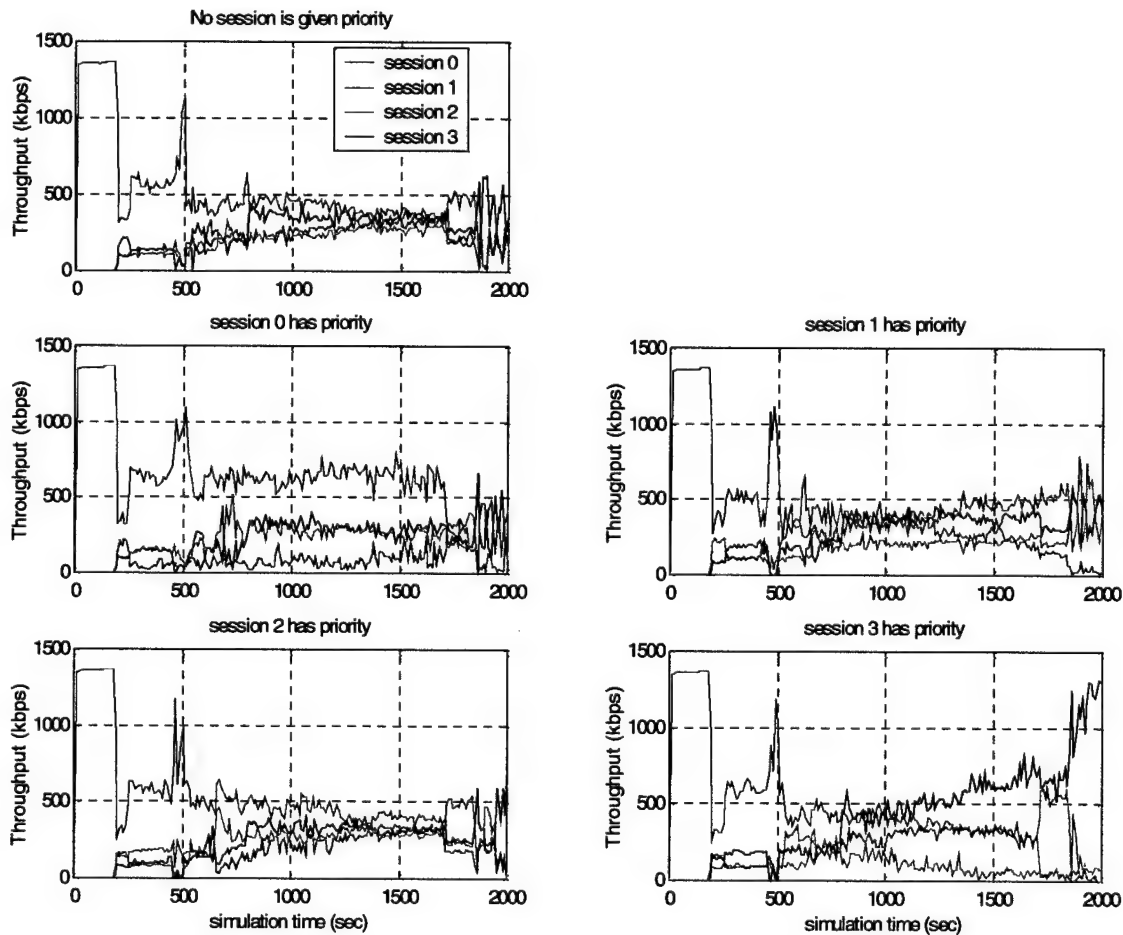 No session is given priority
1500
1000
500
0
0 500 1000 1500 2000
Throughput (kbps)
session 0
session 1
session 2
session 3
session 0 has priority
1500
1000
500
0
0 500 1000 1500 2000
Throughput (kbps)
session 1 has priority
1500
1000
500
0
0 500 1000 1500 2000
Throughput (kbps)
session 2 has priority
1500
1000
500
0
0 500 1000 1500 2000
Throughput (kbps)
simulation time (sec)
session 3 has priority
1500
1000
500
0
0 500 1000 1500 2000
Throughput (kbps)
simulation time (sec)